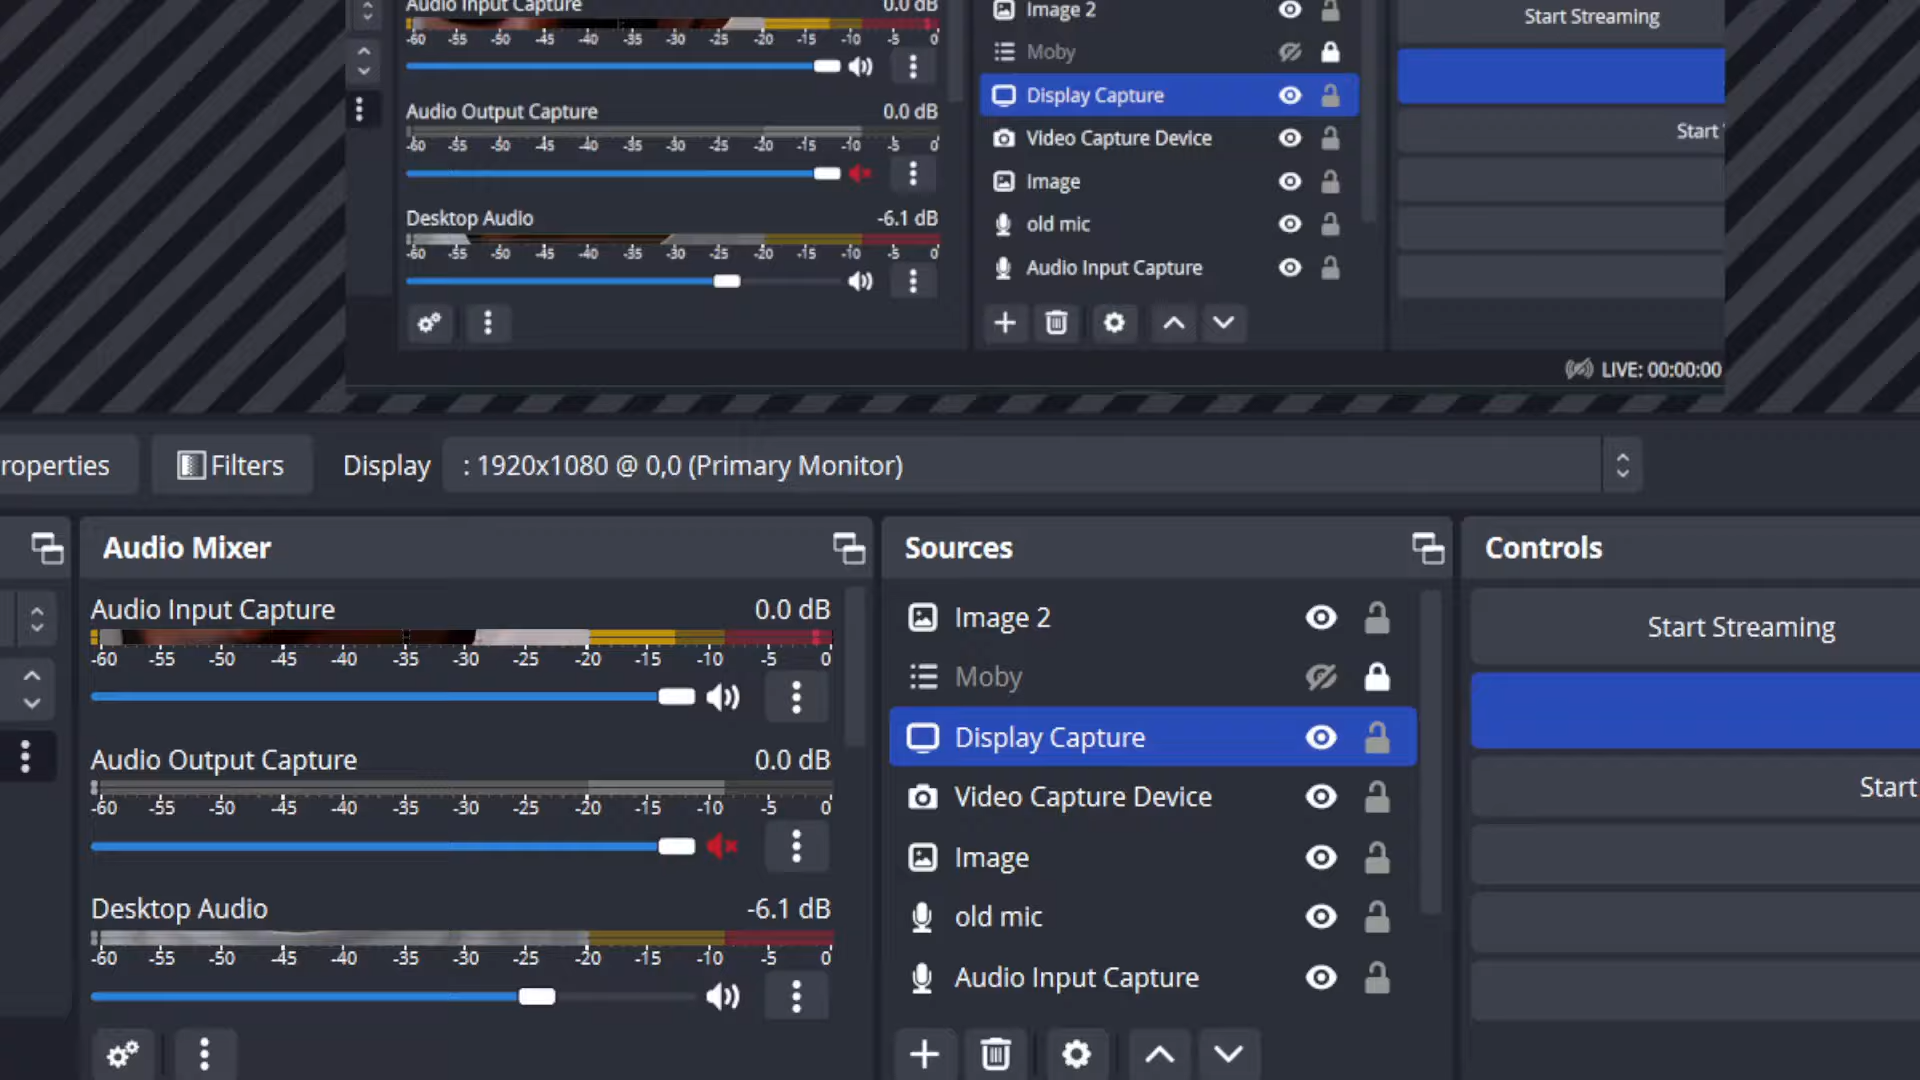 Audio Input Capture 0.0 dB
-60 -55 -50 -45 -40 -35 -30 -25 -20 -15 -10 -5 0
Audio Output Capture 0.0 dB
-60 -55 -50 -45 -40 -35 -30 -25 -20 -15 -10 -5 0
Desktop Audio -6.1 dB
-60 -55 -50 -45 -40 -35 -30 -25 -20 -15 -10 -5 0
Image 2
Moby
Display Capture
Video Capture Device
Image
old mic
Audio Input Capture
Start Streaming
Start
LIVE: 00:00:00
roperties
Filters
Display
: 1920x1080 @ 0,0 (Primary Monitor)
Audio Mixer
Audio Input Capture 0.0 dB
-60 -55 -50 -45 -40 -35 -30 -25 -20 -15 -10 -5 0
Audio Output Capture 0.0 dB
-60 -55 -50 -45 -40 -35 -30 -25 -20 -15 -10 -5 0
Desktop Audio -6.1 dB
-60 -55 -50 -45 -40 -35 -30 -25 -20 -15 -10 -5 0
Sources
Image 2
Moby
Display Capture
Video Capture Device
Image
old mic
Audio Input Capture
Controls
Start Streaming
Start